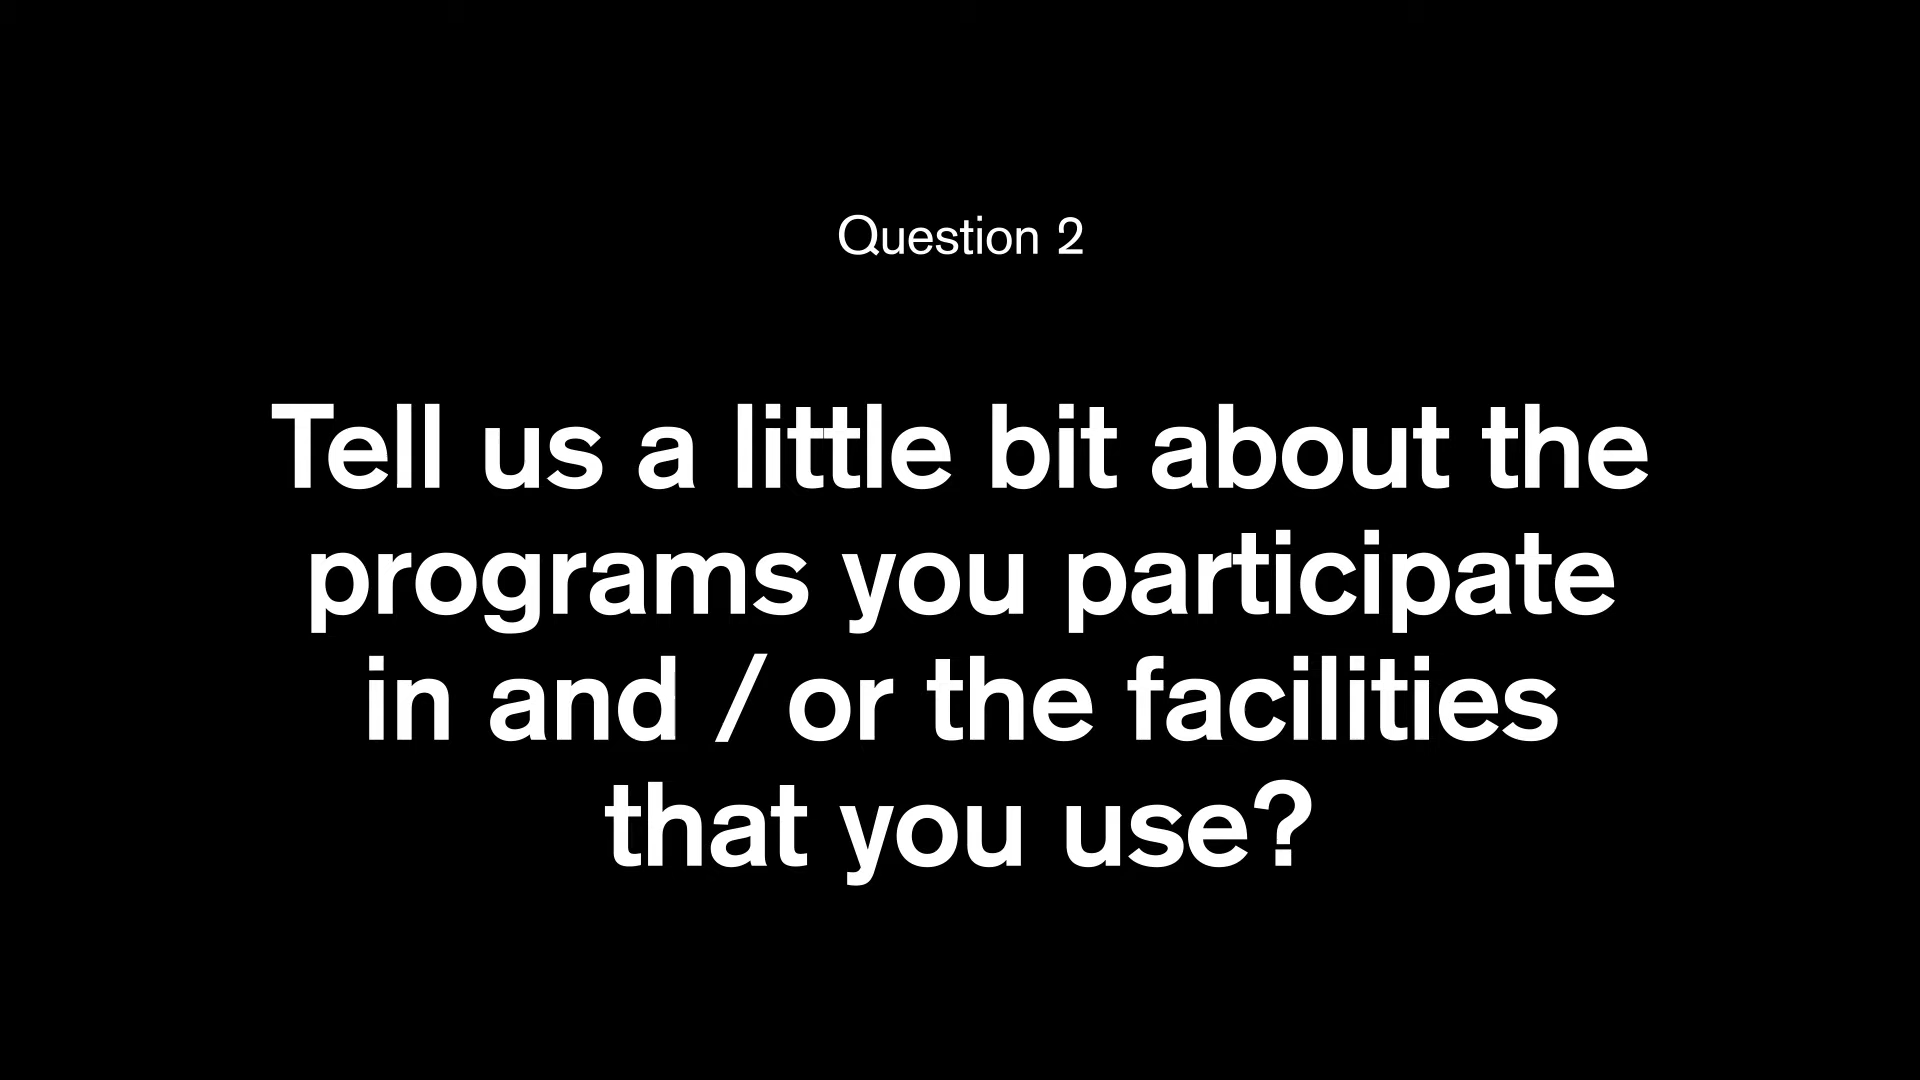 Question 2
Tell us a little bit about the
programs you participate
in and / or the facilities
that you use?